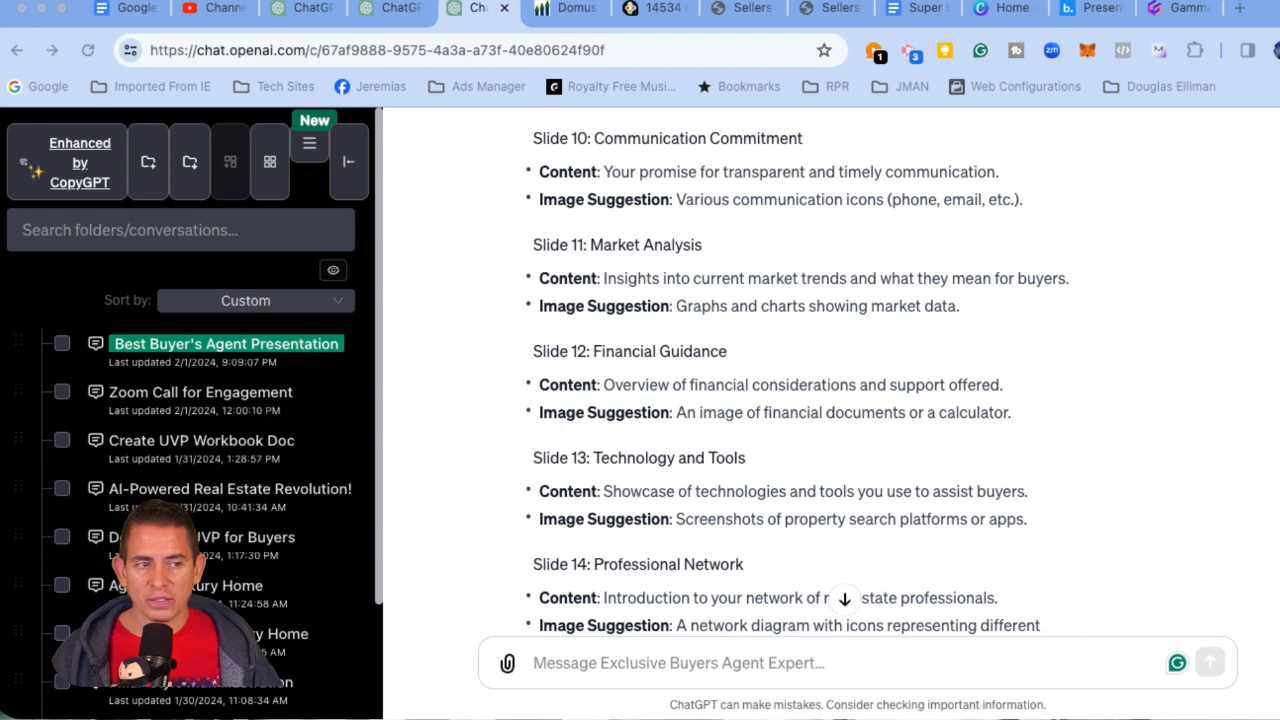 Google
Channe
ChatGP
ChatGP
Cha
Domus
14534
Sellers-
Sellers
Super E
Home -
Presen
Gamma
https://chat.openai.com/c/67af9888-9575-4a3a-a73f-40e80624f90f
1
3
zm
Google
Imported From IE
Tech Sites
Jeremias
Ads Manager
Royalty Free Musi...
Bookmarks
RPR
JMAN
Web Configurations
Douglas Elliman
New
Enhanced
by
CopyGPT
Search folders/conversations...
Sort by:
Custom
Best Buyer's Agent Presentation
Last updated 2/1/2024, 9:09:07 PM
Zoom Call for Engagement
Last updated 2/1/2024, 12:00:10 PM
Create UVP Workbook Doc
Last updated 1/31/2024, 1:28:57 PM
AI-Powered Real Estate Revolution!
31/2024, 10:41:34 AM
UVP for Buyers
1:17:30 PM
ury Home
11:24:58 AM
ry Home
AM
Last updated 1/30/2024, 11:08:34 AM
Slide 10: Communication Commitment
• Content: Your promise for transparent and timely communication.
• Image Suggestion: Various communication icons (phone, email, etc.).
Slide 11: Market Analysis
• Content: Insights into current market trends and what they mean for buyers.
• Image Suggestion: Graphs and charts showing market data.
Slide 12: Financial Guidance
• Content: Overview of financial considerations and support offered.
• Image Suggestion: An image of financial documents or a calculator.
Slide 13: Technology and Tools
• Content: Showcase of technologies and tools you use to assist buyers.
• Image Suggestion: Screenshots of property search platforms or apps.
Slide 14: Professional Network
• Content: Introduction to your network of r state professionals.
• Image Suggestion: A network diagram with icons representing different
Message Exclusive Buyers Agent Expert...
ChatGPT can make mistakes. Consider checking important information.